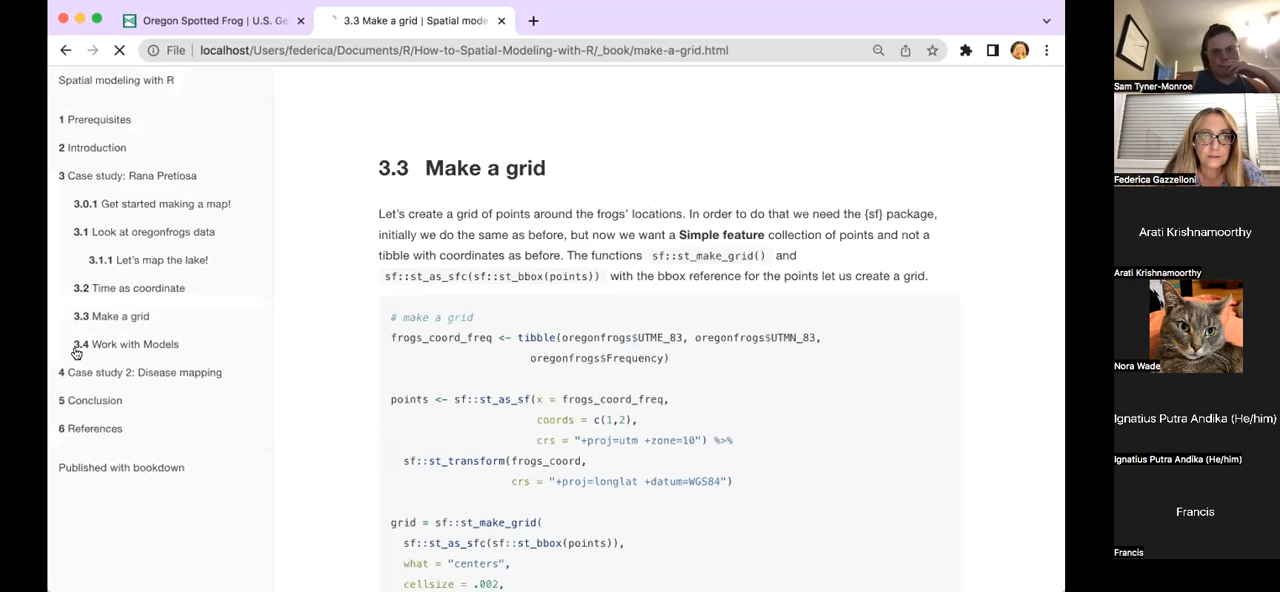 Oregon Spotted Frog | U.S. Ge
3.3 Make a grid | Spatial mode
File
localhost/Users/federica/Documents/R/How-to-Spatial-Modeling-with-R/_book/make-a-grid.html
Spatial modeling with R
1 Prerequisites
2 Introduction
3 Case study: Rana Pretiosa
3.0.1 Get started making a map!
3.1 Look at oregonfrogs data
3.1.1 Let's map the lake!
3.2 Time as coordinate
3.3 Make a grid
3.4 Work with Models
4 Case study 2: Disease mapping
5 Conclusion
6 References
Published with bookdown
3.3 Make a grid
Let's create a grid of points around the frogs' locations. In order to do that we need the {sf} package,
initially we do the same as before, but now we want a Simple feature collection of points and not a
tibble with coordinates as before. The functions sf::st_make_grid() and
sf::st_as_sfc(sf::st_bbox(points)) with the bbox reference for the points let us create a grid.
# make a grid
frogs_coord_freq <- tibble(oregonfrogs$UTME_83, oregonfrogs$UTMN_83,
oregonfrogs$Frequency)
points <- sf::st_as_sf(x = frogs_coord_freq,
coords = c(1,2),
crs = "+proj=utm +zone=10") %>%
sf::st_transform(frogs_coord,
crs = "+proj=longlat +datum=WGS84")
grid = sf::st_make_grid(
sf::st_as_sfc(sf::st_bbox(points)),
what = "centers",
cellsize = .002,
Sam Tyner-Monroe
Federica Gazzelloni
Arati Krishnamoorthy
Arati Krishnamoorthy
Nora Wade
Ignatius Putra Andika (He/him)
Ignatius Putra Andika (He/him)
Francis
Francis